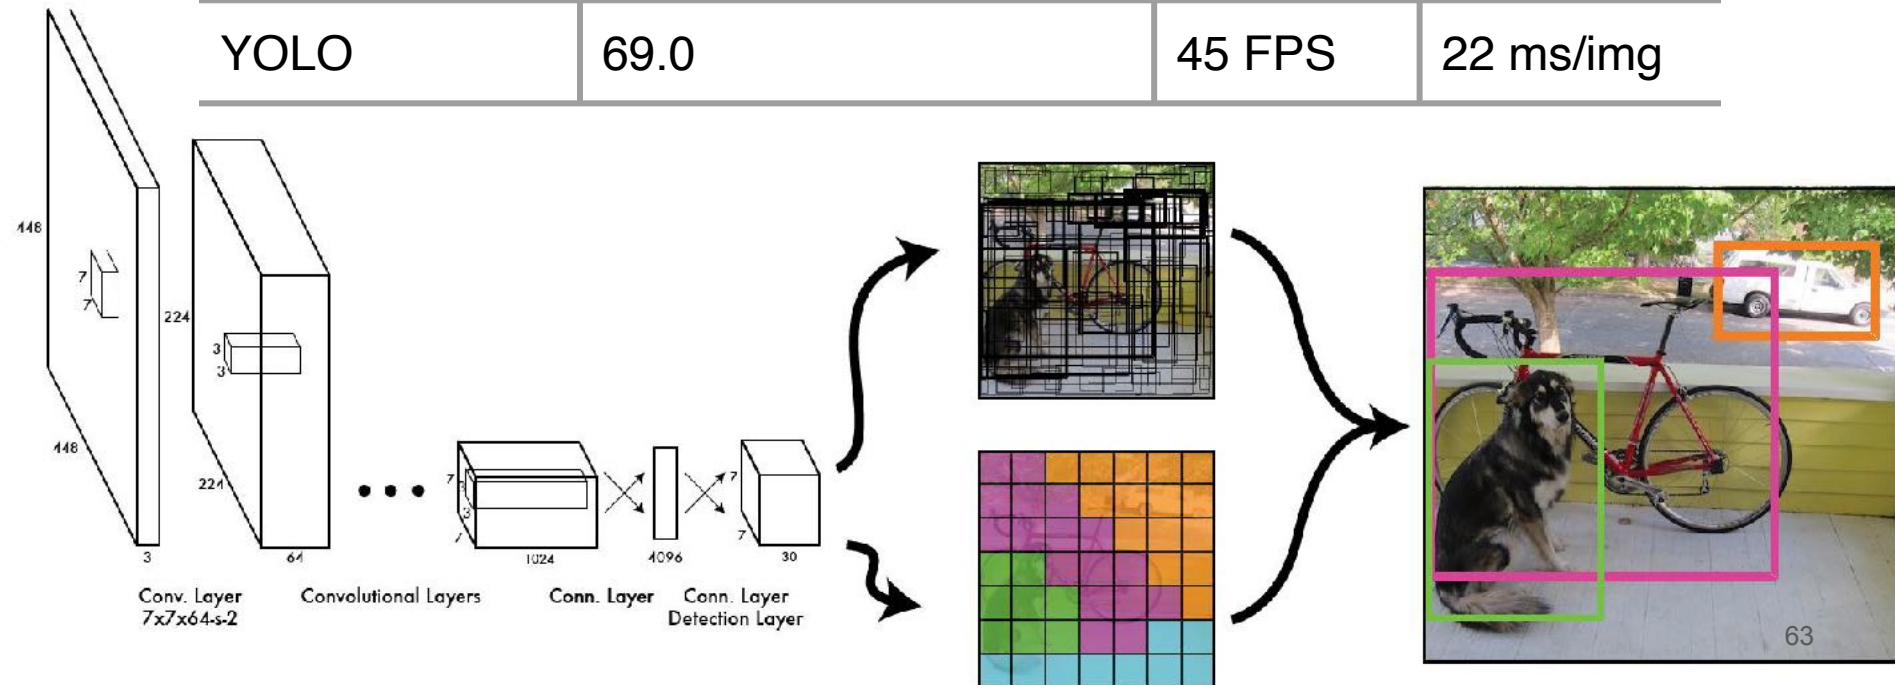 YOLO 69.0 45 FPS 22 ms/img
448
7
7
448
3
224
3
3
224
64
7
3
3
7
1024
4096
7
7
30
Conv. Layer
7x7x64-s-2
Convolutional Layers
Conn. Layer
Conn. Layer
Detection Layer
63